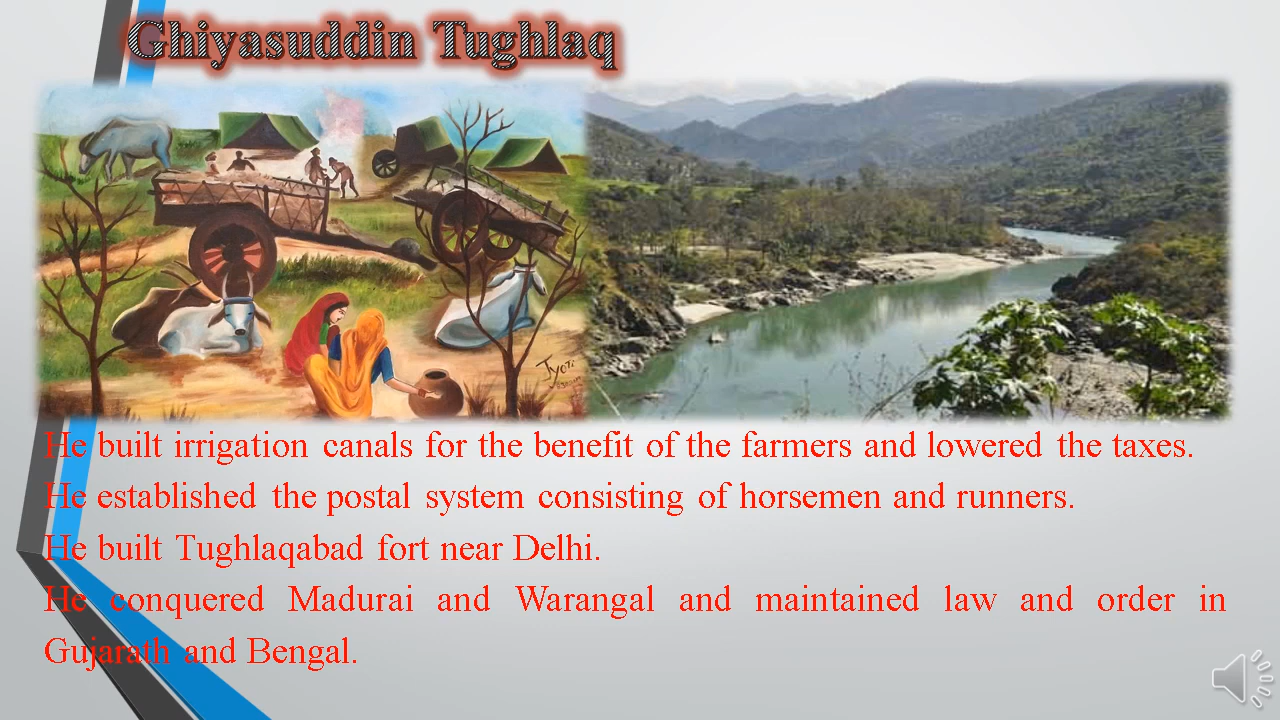 Ghiyasuddin Tughlaq
Jyoti
He built irrigation canals for the benefit of the farmers and lowered the taxes.
He established the postal system consisting of horsemen and runners.
He built Tughlaqabad fort near Delhi.
He conquered Madurai and Warangal and maintained law and order in
Gujarath and Bengal.